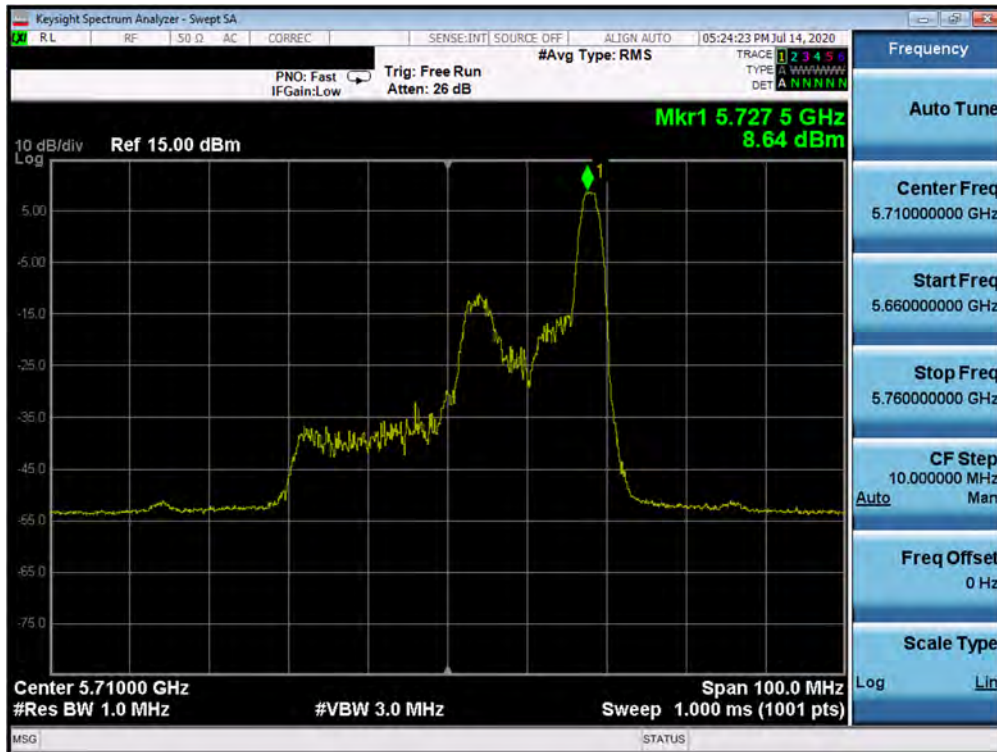 Keysight Spectrum Analyzer - Swept SA
RL RF 50 Ω AC CORREC SENSE:INT SOURCE OFF ALIGN AUTO 05:24:23 PM Jul 14, 2020
PNO: Fast
IFGain:Low
Trig: Free Run
Atten: 26 dB
#Avg Type: RMS
TRACE 1 2 3 4 5 6
TYPE A WWWWW
DET A N N N N N
Mkr1 5.727 5 GHz
8.64 dBm
10 dB/div
Log
Ref 15.00 dBm
1
5.00
-5.00
-15.0
-25.0
-35.0
-45.0
-55.0
-65.0
-75.0
Center 5.71000 GHz
Span 100.0 MHz
#Res BW 1.0 MHz
#VBW 3.0 MHz
Sweep 1.000 ms (1001 pts)
MSG
STATUS
Frequency
Auto Tune
Center Freq
5.710000000 GHz
Start Freq
5.660000000 GHz
Stop Freq
5.760000000 GHz
CF Step
10.000000 MHz
Auto Man
Freq Offset
0 Hz
Scale Type
Log Lin